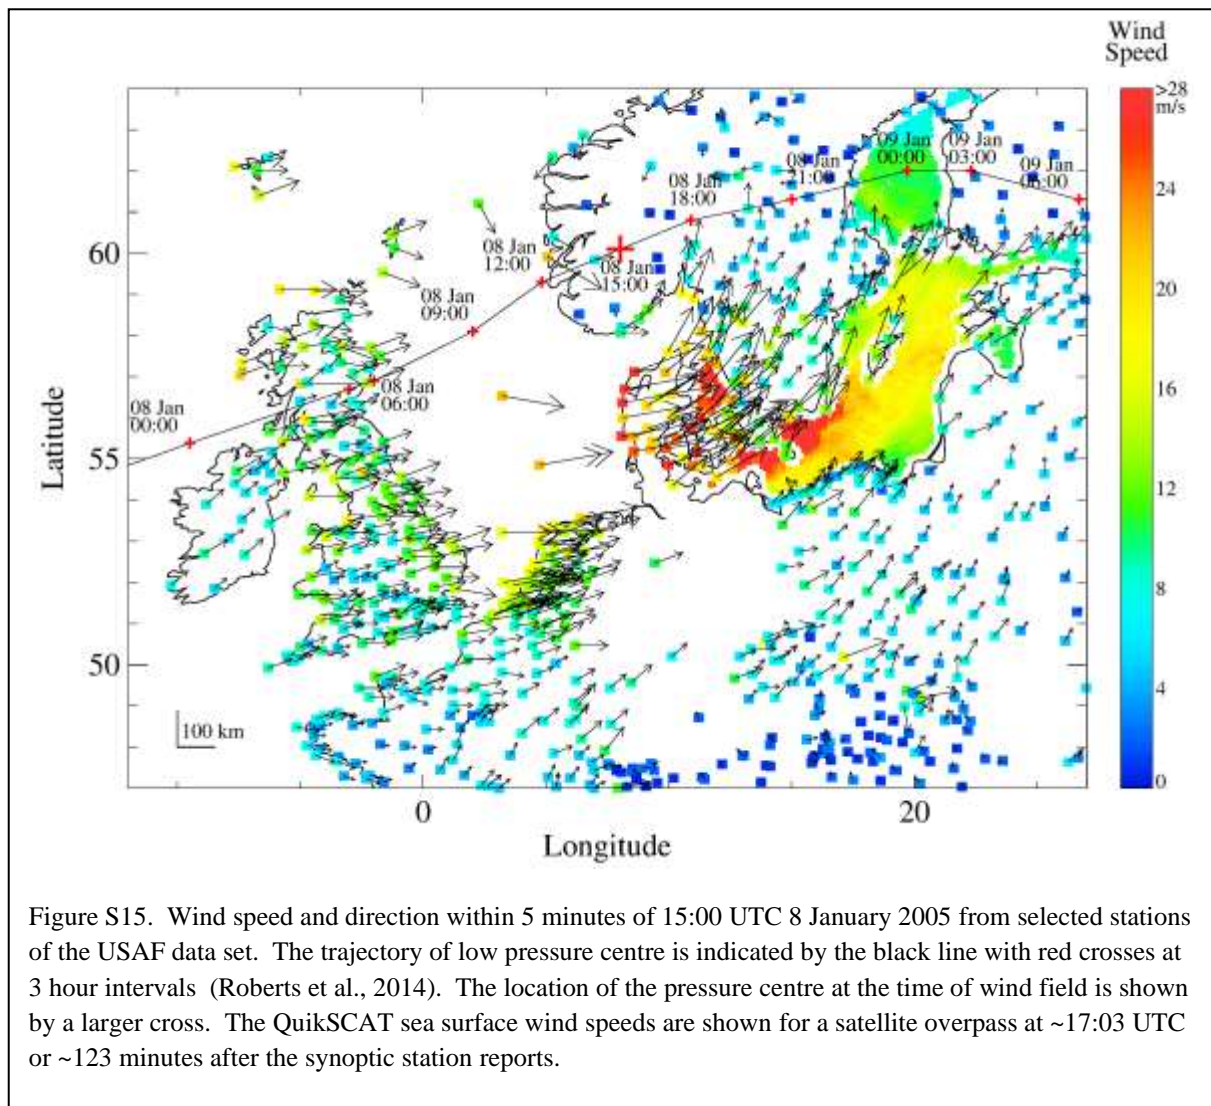 Wind
Speed
>28
m/s
24
20
16
12
8
4
0
60
55
50
Latitude
08 Jan
00:00
08 Jan
06:00
08 Jan
09:00
08 Jan
12:00
08 Jan
15:00
08 Jan
18:00
08 Jan
21:00
09 Jan
00:00
09 Jan
03:00
09 Jan
06:00
100 km
0
20
Longitude
Figure S15. Wind speed and direction within 5 minutes of 15:00 UTC 8 January 2005 from selected stations
of the USAF data set. The trajectory of low pressure centre is indicated by the black line with red crosses at
3 hour intervals (Roberts et al., 2014). The location of the pressure centre at the time of wind field is shown
by a larger cross. The QuikSCAT sea surface wind speeds are shown for a satellite overpass at ~17:03 UTC
or ~123 minutes after the synoptic station reports.